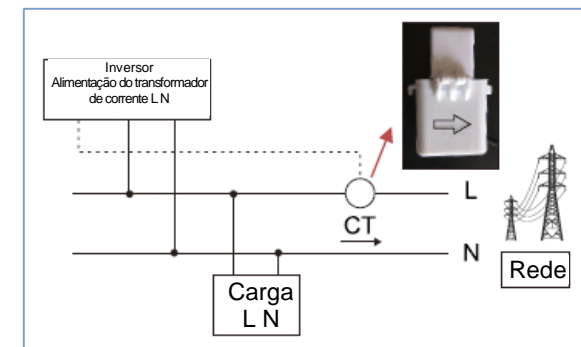 Inversor
Alimentação do transformador
de corrente L N
L
CT
N
Rede
Carga
L N